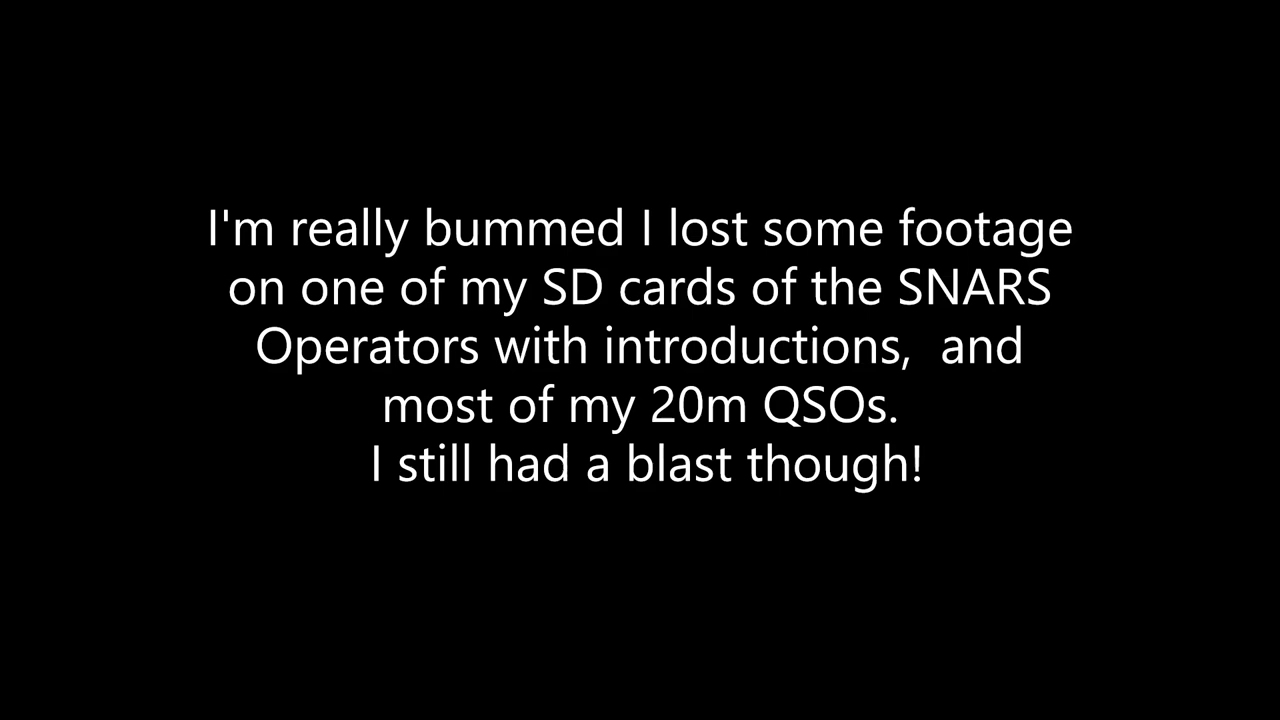 I'm really bummed I lost some footage
on one of my SD cards of the SNARS
Operators with introductions,  and
most of my 20m QSOs.
I still had a blast though!